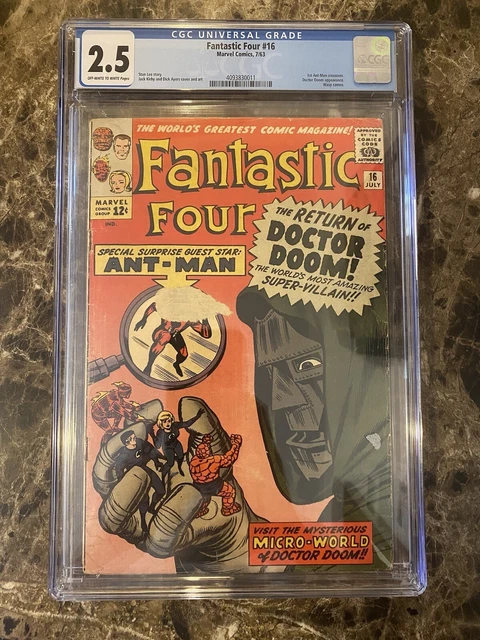 CGC UNIVERSAL GRADE
2.5
OFF-WHITE TO WHITE Pages
Fantastic Four #16
Marvel Comics, 7/63
Stan Lee story
Jack Kirby and Dick Ayers cover and art
4093830011
1st Ant-Man crossover.
Doctor Doom appearance.
Wasp cameo.
CGC
THE WORLD'S GREATEST COMIC MAGAZINE!
APPROVED
BY THE
COMICS
CODE
AUTHORITY
Fantastic
Four
16
JULY
MARVEL
COMICS
GROUP
12¢
IND.
SPECIAL SURPRISE GUEST STAR:
ANT-MAN
THE RETURN OF
DOCTOR
DOOM!
THE WORLD'S MOST AMAZING
SUPER-VILLAIN!!
VISIT THE MYSTERIOUS
MICRO-WORLD
of DOCTOR DOOM!!